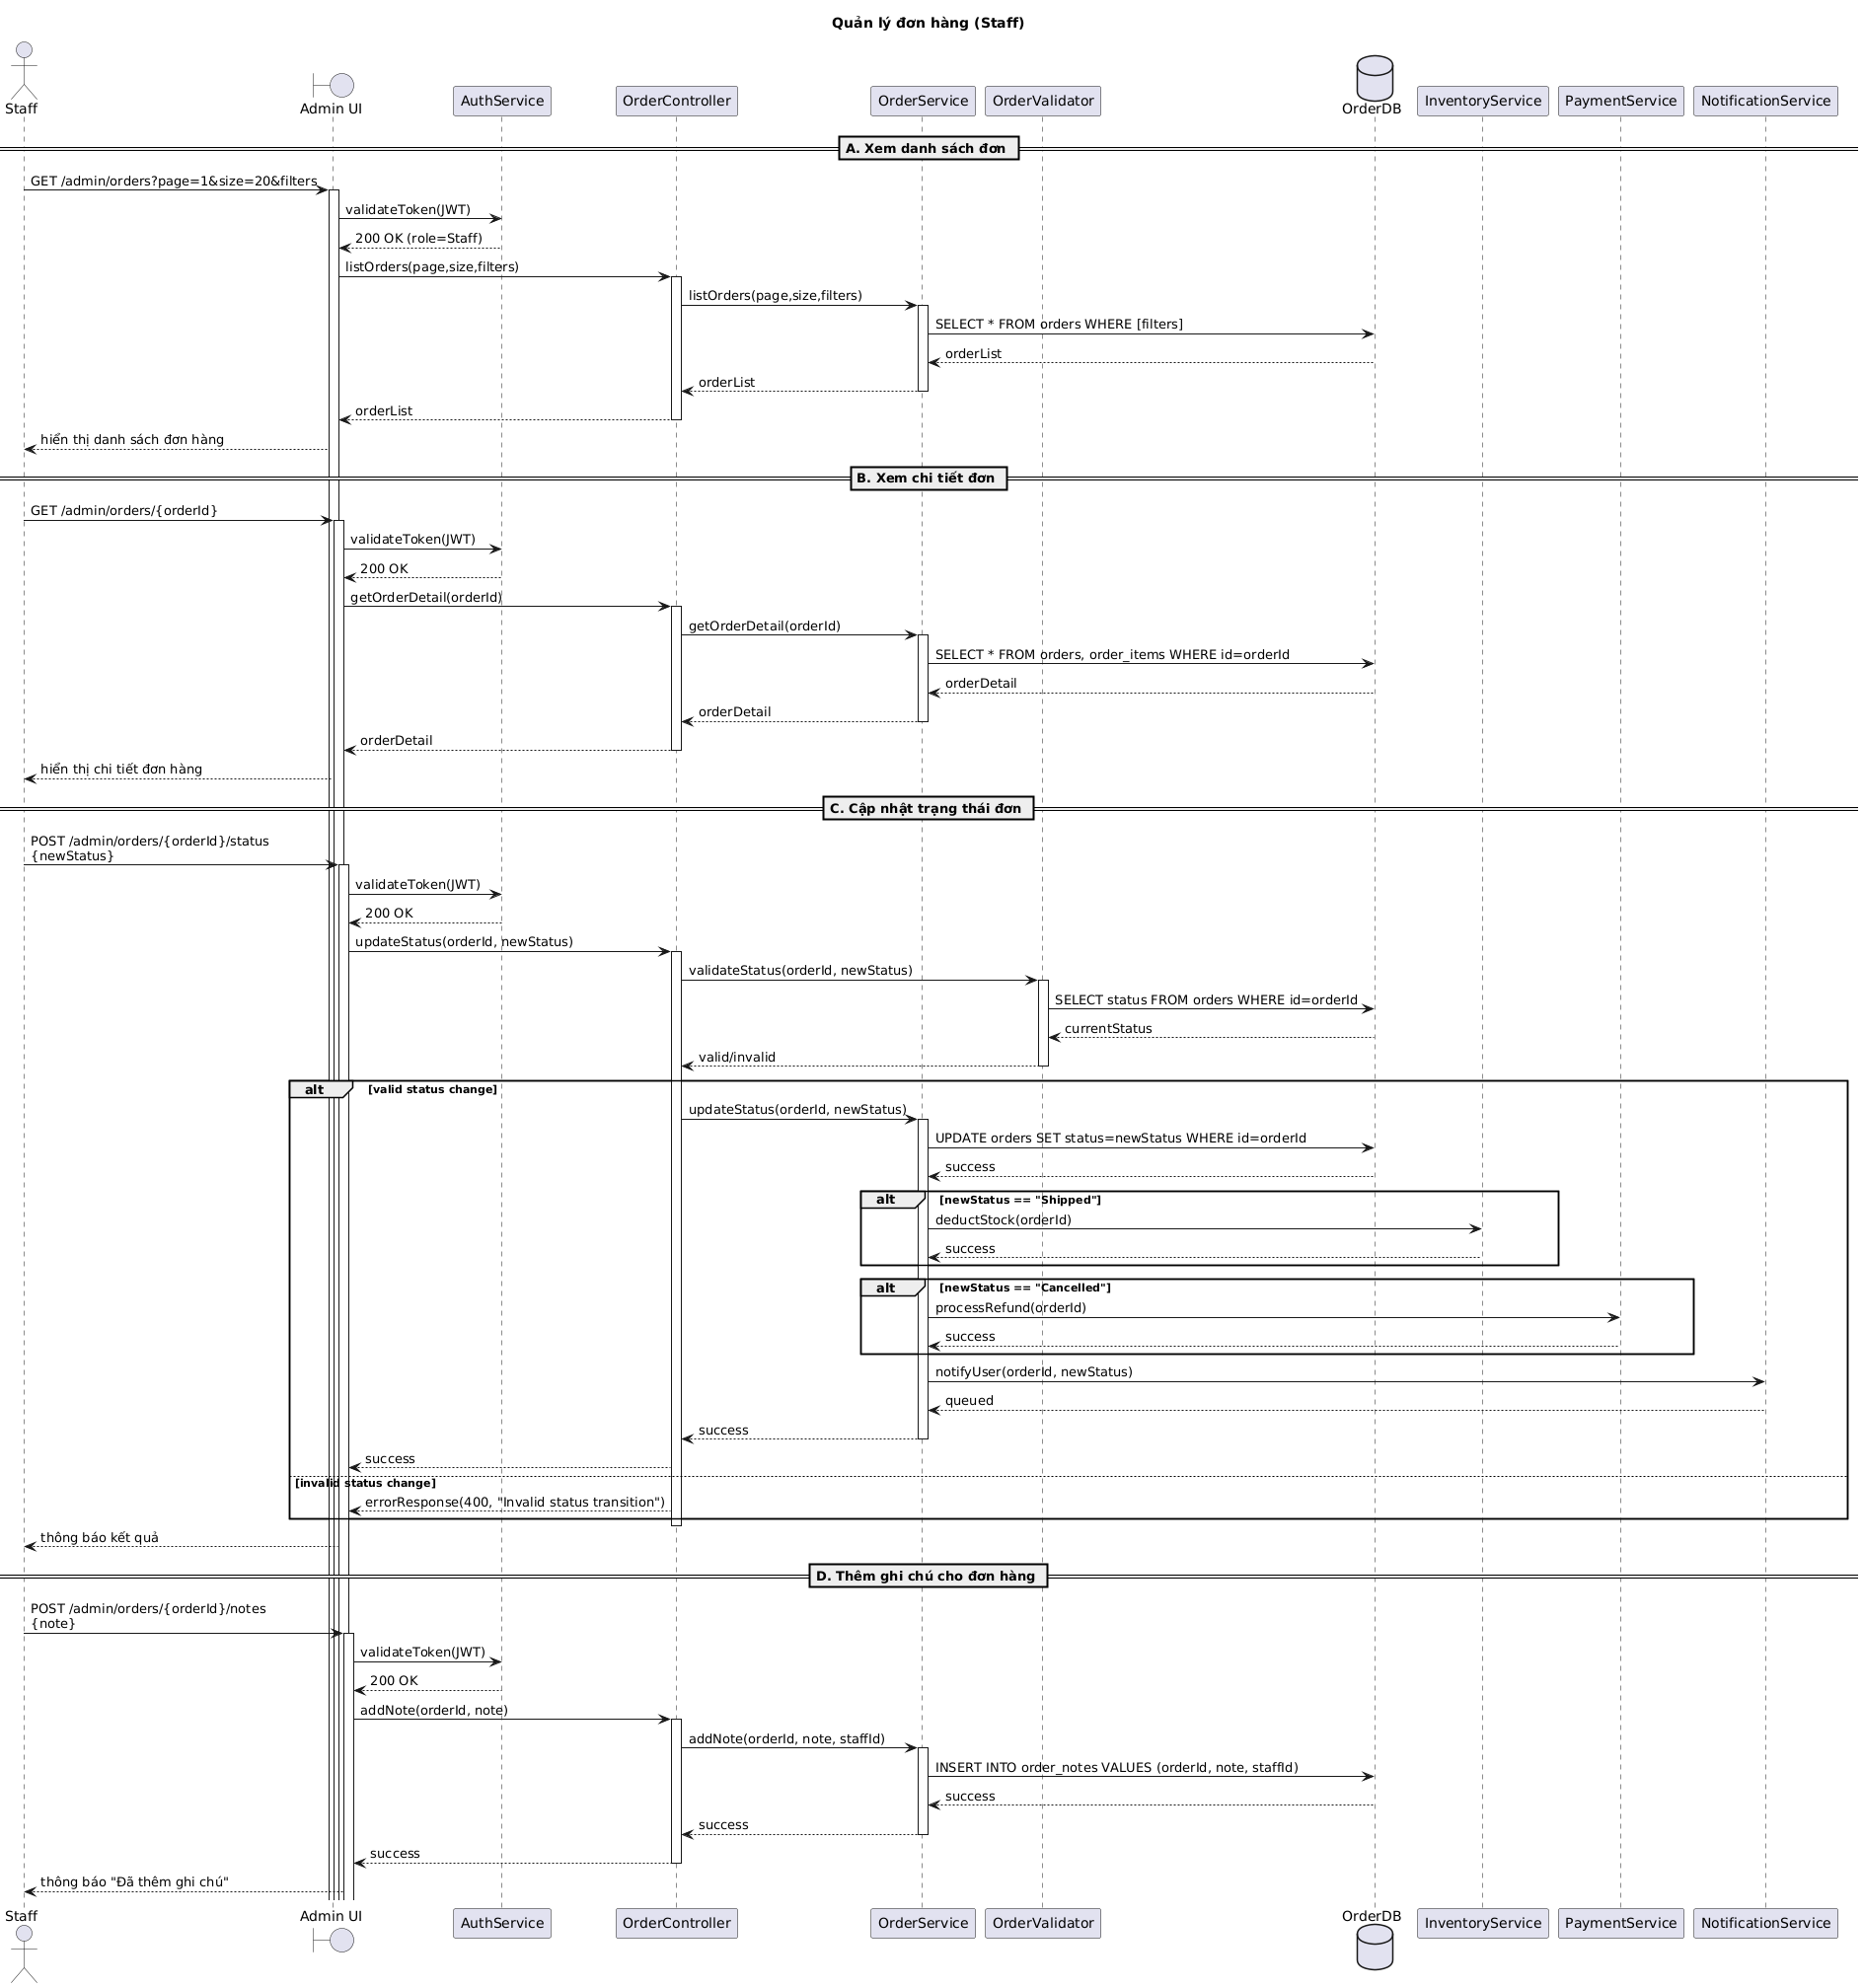 Quản lý đơn hàng (Staff)
Staff
Admin UI
AuthService
OrderController
OrderService
OrderValidator
OrderDB
InventoryService
PaymentService
NotificationService
A. Xem danh sách đơn
GET /admin/orders?page=1&size=20&filters
validateToken(JWT)
200 OK (role=Staff)
listOrders(page,size,filters)
listOrders(page,size,filters)
SELECT * FROM orders WHERE [filters]
orderList
orderList
orderList
hiển thị danh sách đơn hàng
B. Xem chi tiết đơn
GET /admin/orders/{orderId}
validateToken(JWT)
200 OK
getOrderDetail(orderId)
getOrderDetail(orderId)
SELECT * FROM orders, order_items WHERE id=orderId
orderDetail
orderDetail
orderDetail
hiển thị chi tiết đơn hàng
C. Cập nhật trạng thái đơn
POST /admin/orders/{orderId}/status
{newStatus}
validateToken(JWT)
200 OK
updateStatus(orderId, newStatus)
validateStatus(orderId, newStatus)
SELECT status FROM orders WHERE id=orderId
currentStatus
valid/invalid
alt [valid status change]
updateStatus(orderId, newStatus)
UPDATE orders SET status=newStatus WHERE id=orderId
success
alt [newStatus == "Shipped"]
deductStock(orderId)
success
alt [newStatus == "Cancelled"]
processRefund(orderId)
success
notifyUser(orderId, newStatus)
queued
success
success
[invalid status change]
errorResponse(400, "Invalid status transition")
thông báo kết quả
D. Thêm ghi chú cho đơn hàng
POST /admin/orders/{orderId}/notes
{note}
validateToken(JWT)
200 OK
addNote(orderId, note)
addNote(orderId, note, staffId)
INSERT INTO order_notes VALUES (orderId, note, staffId)
success
success
success
thông báo "Đã thêm ghi chú"
Staff
Admin UI
AuthService
OrderController
OrderService
OrderValidator
OrderDB
InventoryService
PaymentService
NotificationService